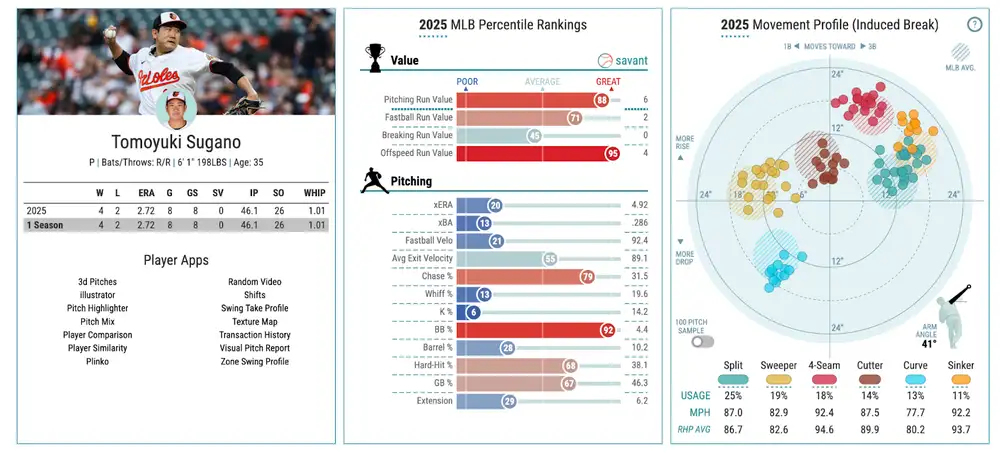 Orioles
Tomoyuki Sugano
P | Bats/Throws: R/R | 6' 1" 198LBS | Age: 35
W L ERA G GS SV IP SO WHIP
2025 4 2 2.72 8 8 0 46.1 26 1.01
1 Season 4 2 2.72 8 8 0 46.1 26 1.01
Player Apps
3d Pitches Random Video
illustrator Shifts
Pitch Highlighter Swing Take Profile
Pitch Mix Texture Map
Player Comparison Transaction History
Player Similarity Visual Pitch Report
Plinko Zone Swing Profile
2025 MLB Percentile Rankings
Value savant
POOR AVERAGE GREAT
Pitching Run Value 88 6
Fastball Run Value 71 2
Breaking Run Value 45 0
Offspeed Run Value 95 4
Pitching
xERA 20 4.92
xBA 13 .286
Fastball Velo 21 92.4
Avg Exit Velocity 55 89.1
Chase % 79 31.5
Whiff % 13 19.6
K % 6 14.2
BB % 92 4.4
Barrel % 28 10.2
Hard-Hit % 68 38.1
GB % 67 46.3
Extension 29 6.2
2025 Movement Profile (Induced Break)
?
1B ◀ MOVES TOWARD ▶ 3B
MLB AVG.
24"
12"
MORE
RISE
▲
24" 12" 12" 24"
▼
MORE
DROP
12"
24"
100 PITCH
SAMPLE
ARM
ANGLE
41°
Split Sweeper 4-Seam Cutter Curve Sinker
USAGE 25% 19% 18% 14% 13% 11%
MPH 87.0 82.9 92.4 87.5 77.7 92.2
RHP AVG 86.7 82.6 94.6 89.9 80.2 93.7